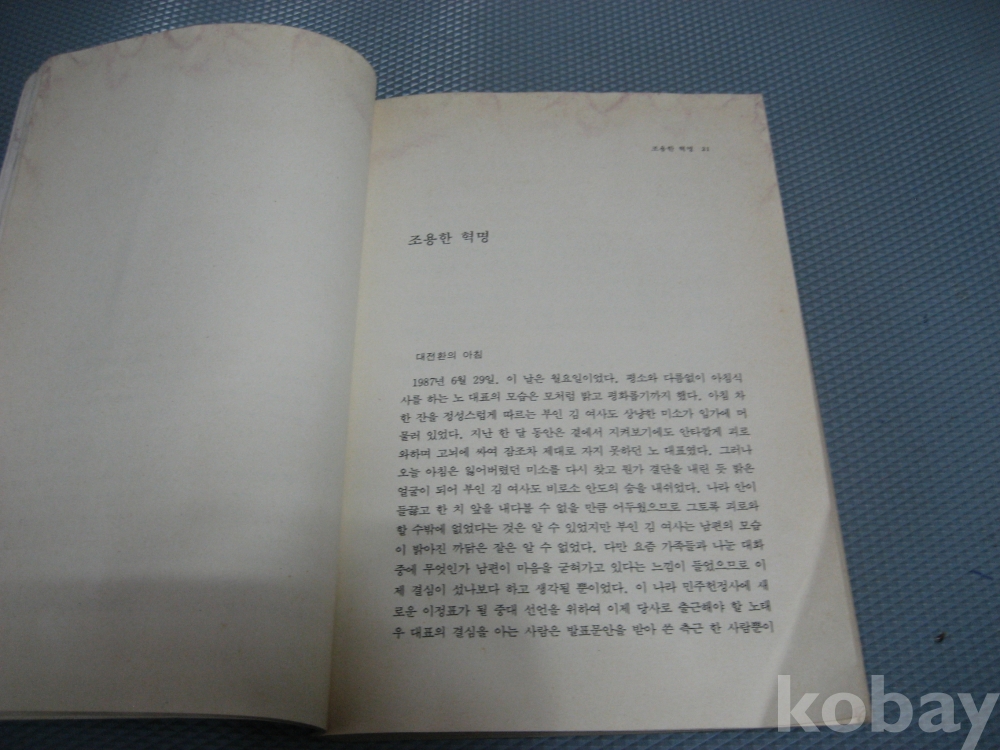 조용한 혁명 21
조용한 혁명
대전환의 아침
1987년 6월 29일. 이 날은 월요일이었다. 평소와 다름없이 아침식
사를 하는 노 대표의 모습은 모처럼 밝고 평화롭기까지 했다. 아침 차
한 잔을 정성스럽게 따르는 부인 김 여사도 상냥한 미소가 입가에 머
물러 있었다. 지난 한 달 동안은 곁에서 지켜보기에도 안타깝게 괴로
와하며 고뇌에 싸여 잠조차 제대로 자지 못하던 노 대표였다. 그러나
오늘 아침은 잃어버렸던 미소를 다시 찾고 뭔가 결단을 내린 듯 밝은
얼굴이 되어 부인 김 여사도 비로소 안도의 숨을 내쉬었다. 나라 안이
들끓고 한 치 앞을 내다볼 수 없을 만큼 어두웠으므로 그토록 괴로와
할 수밖에 없었다는 것은 알 수 있었지만 부인 김 여사는 남편의 모습
이 밝아진 까닭은 같은 알 수 없었다. 다만 요즘 가족들과 나눈 대화
중에 무엇인가 남편이 마음을 굳혀가고 있다는 느낌이 들었으므로 이
제 결심이 섰나보다 하고 생각될 뿐이었다. 이 나라 민주헌정사에 새
로운 이정표가 될 중대 선언을 위하여 이제 당사로 출근해야 할 노태
우 대표의 결심을 아는 사람은 발표문안을 받아 쓴 측근 한 사람뿐이
kobay